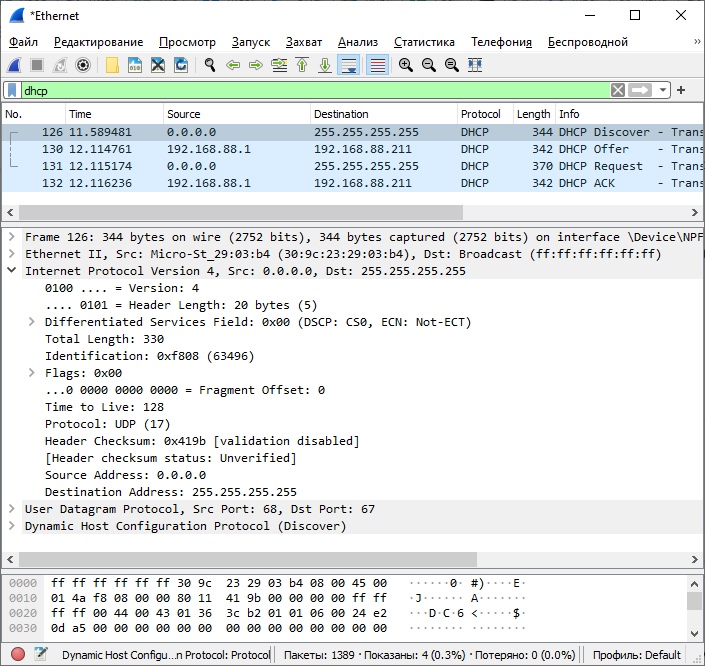 *Ethernet
Файл Редактирование Просмотр Запуск Захват Анализ Статистика Телефония Беспроводной »
dhcp
No. Time Source Destination Protocol Length Info
126 11.589481 0.0.0.0 255.255.255.255 DHCP 344 DHCP Discover - Trans
130 12.114761 192.168.88.1 192.168.88.211 DHCP 342 DHCP Offer - Trans
131 12.115174 0.0.0.0 255.255.255.255 DHCP 370 DHCP Request - Trans
132 12.116236 192.168.88.1 192.168.88.211 DHCP 342 DHCP ACK - Trans
Frame 126: 344 bytes on wire (2752 bits), 344 bytes captured (2752 bits) on interface \Device\NPF
Ethernet II, Src: Micro-St_29:03:b4 (30:9c:23:29:03:b4), Dst: Broadcast (ff:ff:ff:ff:ff:ff)
Internet Protocol Version 4, Src: 0.0.0.0, Dst: 255.255.255.255
0100 .... = Version: 4
.... 0101 = Header Length: 20 bytes (5)
Differentiated Services Field: 0x00 (DSCP: CS0, ECN: Not-ECT)
Total Length: 330
Identification: 0xf808 (63496)
Flags: 0x00
...0 0000 0000 0000 = Fragment Offset: 0
Time to Live: 128
Protocol: UDP (17)
Header Checksum: 0x419b [validation disabled]
[Header checksum status: Unverified]
Source Address: 0.0.0.0
Destination Address: 255.255.255.255
User Datagram Protocol, Src Port: 68, Dst Port: 67
Dynamic Host Configuration Protocol (Discover)
0000 ff ff ff ff ff ff 30 9c 23 29 03 b4 08 00 45 00 ······0· #)····E·
0010 01 4a f8 08 00 00 80 11 41 9b 00 00 00 00 ff ff ·J······ A·······
0020 ff ff 00 44 00 43 01 36 3c b2 01 01 06 00 24 e2 ···D·C·6 <·····$·
0030 0d a5 00 00 00 00 00 00 00 00 00 00 00 00 00 00 ········ ········
Dynamic Host Configu…n Protocol: Protocol Пакеты: 1389 · Показаны: 4 (0.3%) · Потеряно: 0 (0.0%) Профиль: Default